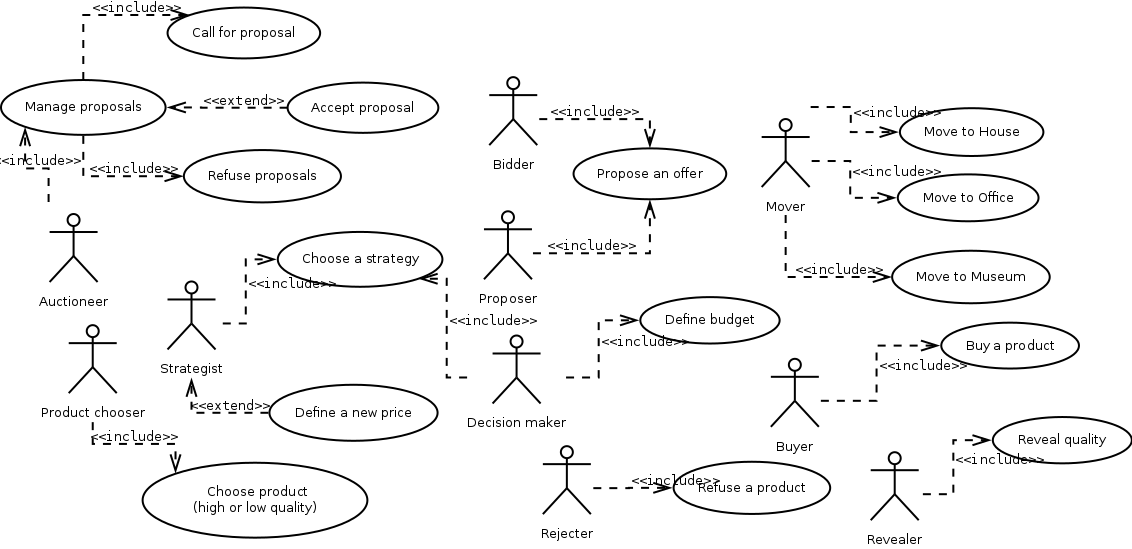 <<include>>
Call for proposal
Manage proposals
<<extend>>
Accept proposal
<<include>>
<<include>>
Refuse proposals
Auctioneer
Bidder
<<include>>
Propose an offer
Proposer
<<include>>
Mover
<<include>>
Move to House
<<include>>
Move to Office
<<include>>
Move to Museum
Choose a strategy
<<include>>
Strategist
<<extend>>
Define a new price
Product chooser
<<include>>
Choose product
(high or low quality)
<<include>>
Decision maker
<<include>>
Define budget
Buyer
<<include>>
Buy a product
Rejecter
<<include>>
Refuse a product
Revealer
<<include>>
Reveal quality